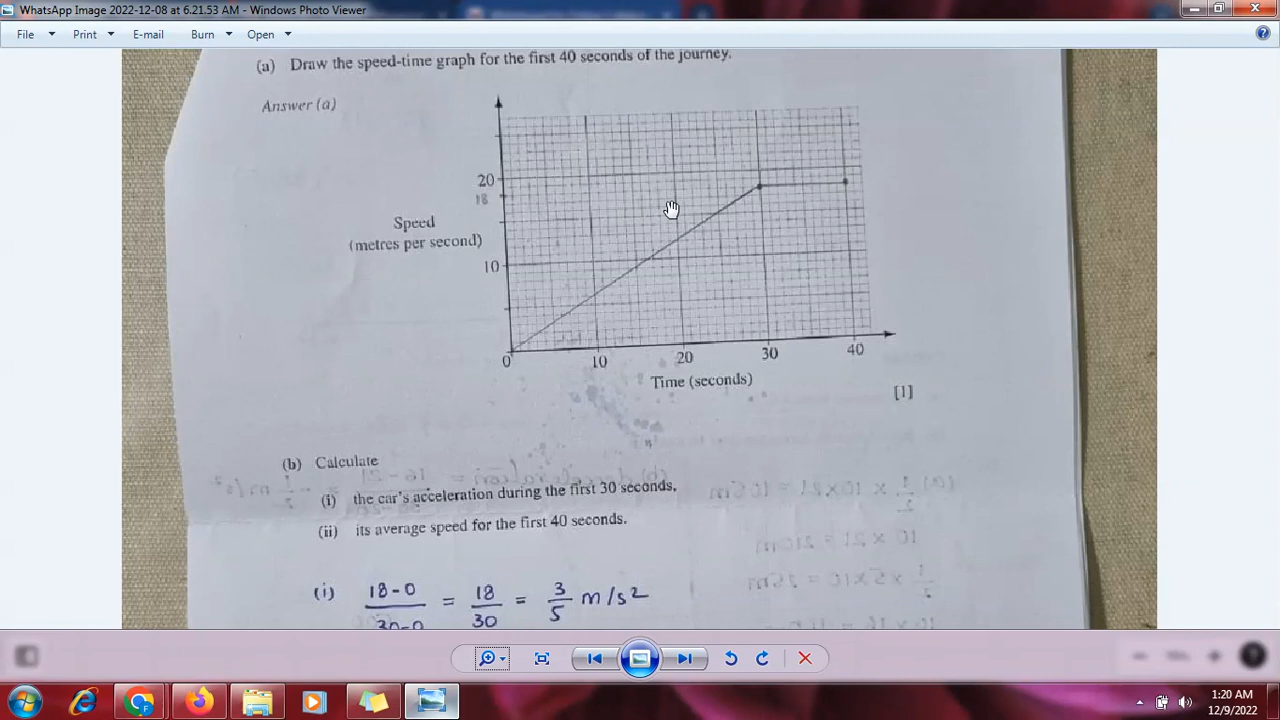 WhatsApp Image 2022-12-08 at 6.21.53 AM - Windows Photo Viewer
File Print E-mail Burn Open
(a) Draw the speed-time graph for the first 40 seconds of the journey.
Answer (a)
20
18
Speed
(metres per second)
10
0 10 20 30 40
Time (seconds)
[1]
(b) Calculate
(i) the car's acceleration during the first 30 seconds,
(ii) its average speed for the first 40 seconds.
(i) 18-0 = 18 = 3 m/s2
30-0 30 5
1:20 AM
12/9/2022